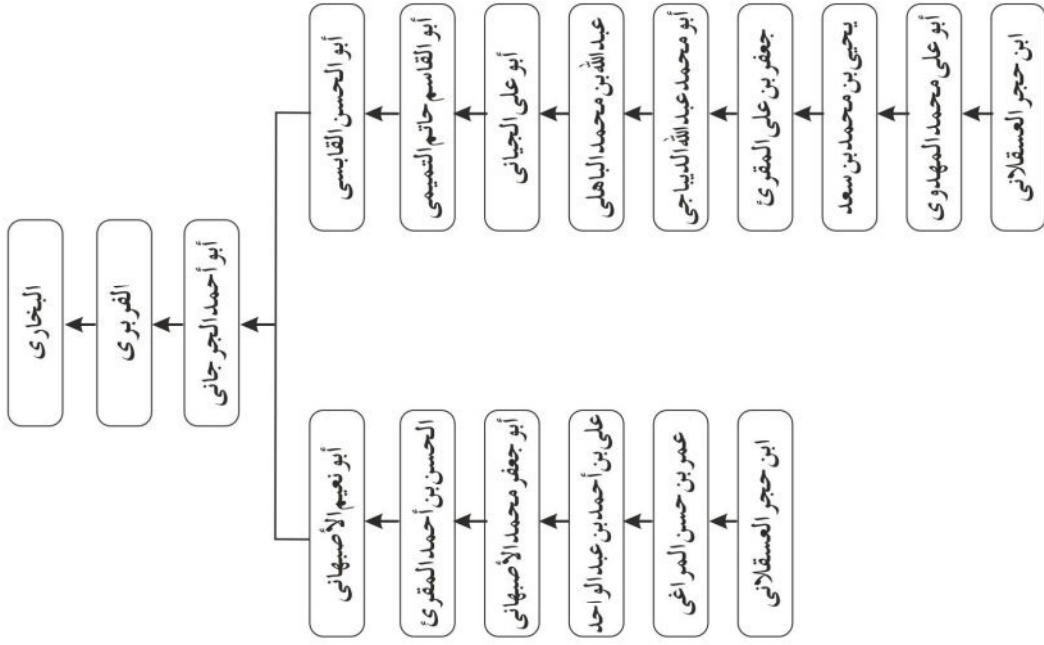 البخارى
الفربرى
أبو أحمد الجرجانى
أبو الحسن القابسى
أبو القاسم حاتم التميمى
أبو على الجيانى
عبد الله بن محمد الباهلى
أبو محمد عبد الله الديباجى
جعفر بن على المقرئ
يحيى بن محمد بن سعد
أبو على محمد المهدوى
ابن حجر العسقلانى
أبو نعيم الأصبهانى
الحسن بن أحمد المقرئ
أبو جعفر محمد الأصبهانى
على بن أحمد بن عبد الواحد
عمر بن حسن المراغى
ابن حجر العسقلانى